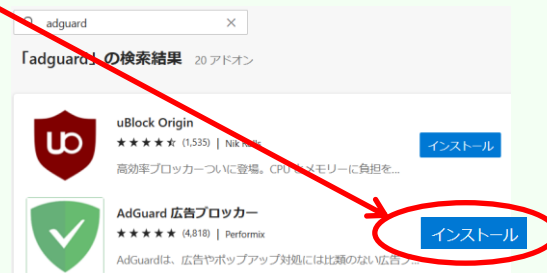 adguard
「adguard」の検索結果 20 アドオン
uBlock Origin
(1,535) | Nik Rolls
インストール
高効率ブロッカーついに登場。CPU とメモリーに負担を...
AdGuard 広告ブロッカー
(4,818) | Performix
インストール
AdGuardは、広告やポップアップ対処には比類のない広告ブ...